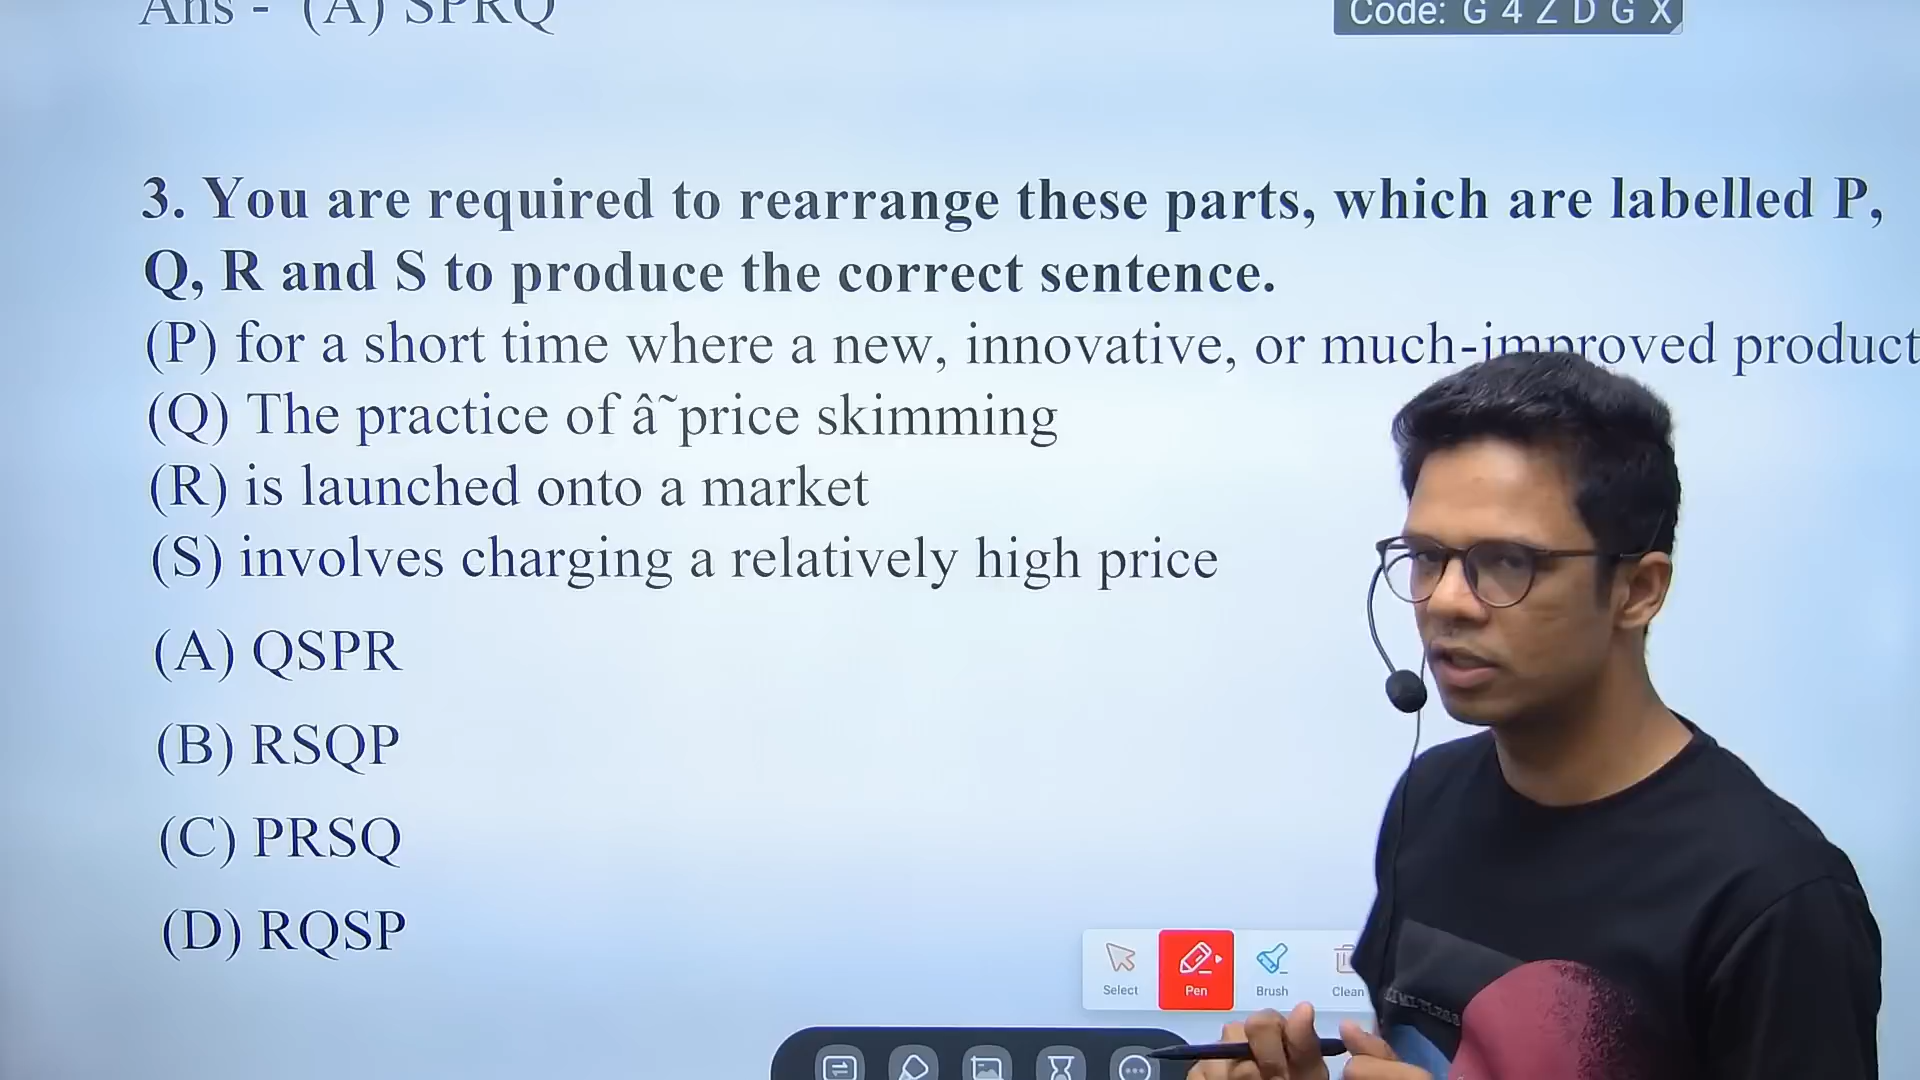 Ans - (A) SPRQ
Code: G 4 Z D G X
3. You are required to rearrange these parts, which are labelled P,
Q, R and S to produce the correct sentence.
(P) for a short time where a new, innovative, or much-improved product
(Q) The practice of â˜price skimming
(R) is launched onto a market
(S) involves charging a relatively high price
(A) QSPR
(B) RSQP
(C) PRSQ
(D) RQSP
Select Pen Brush Clean
LIMITLESS